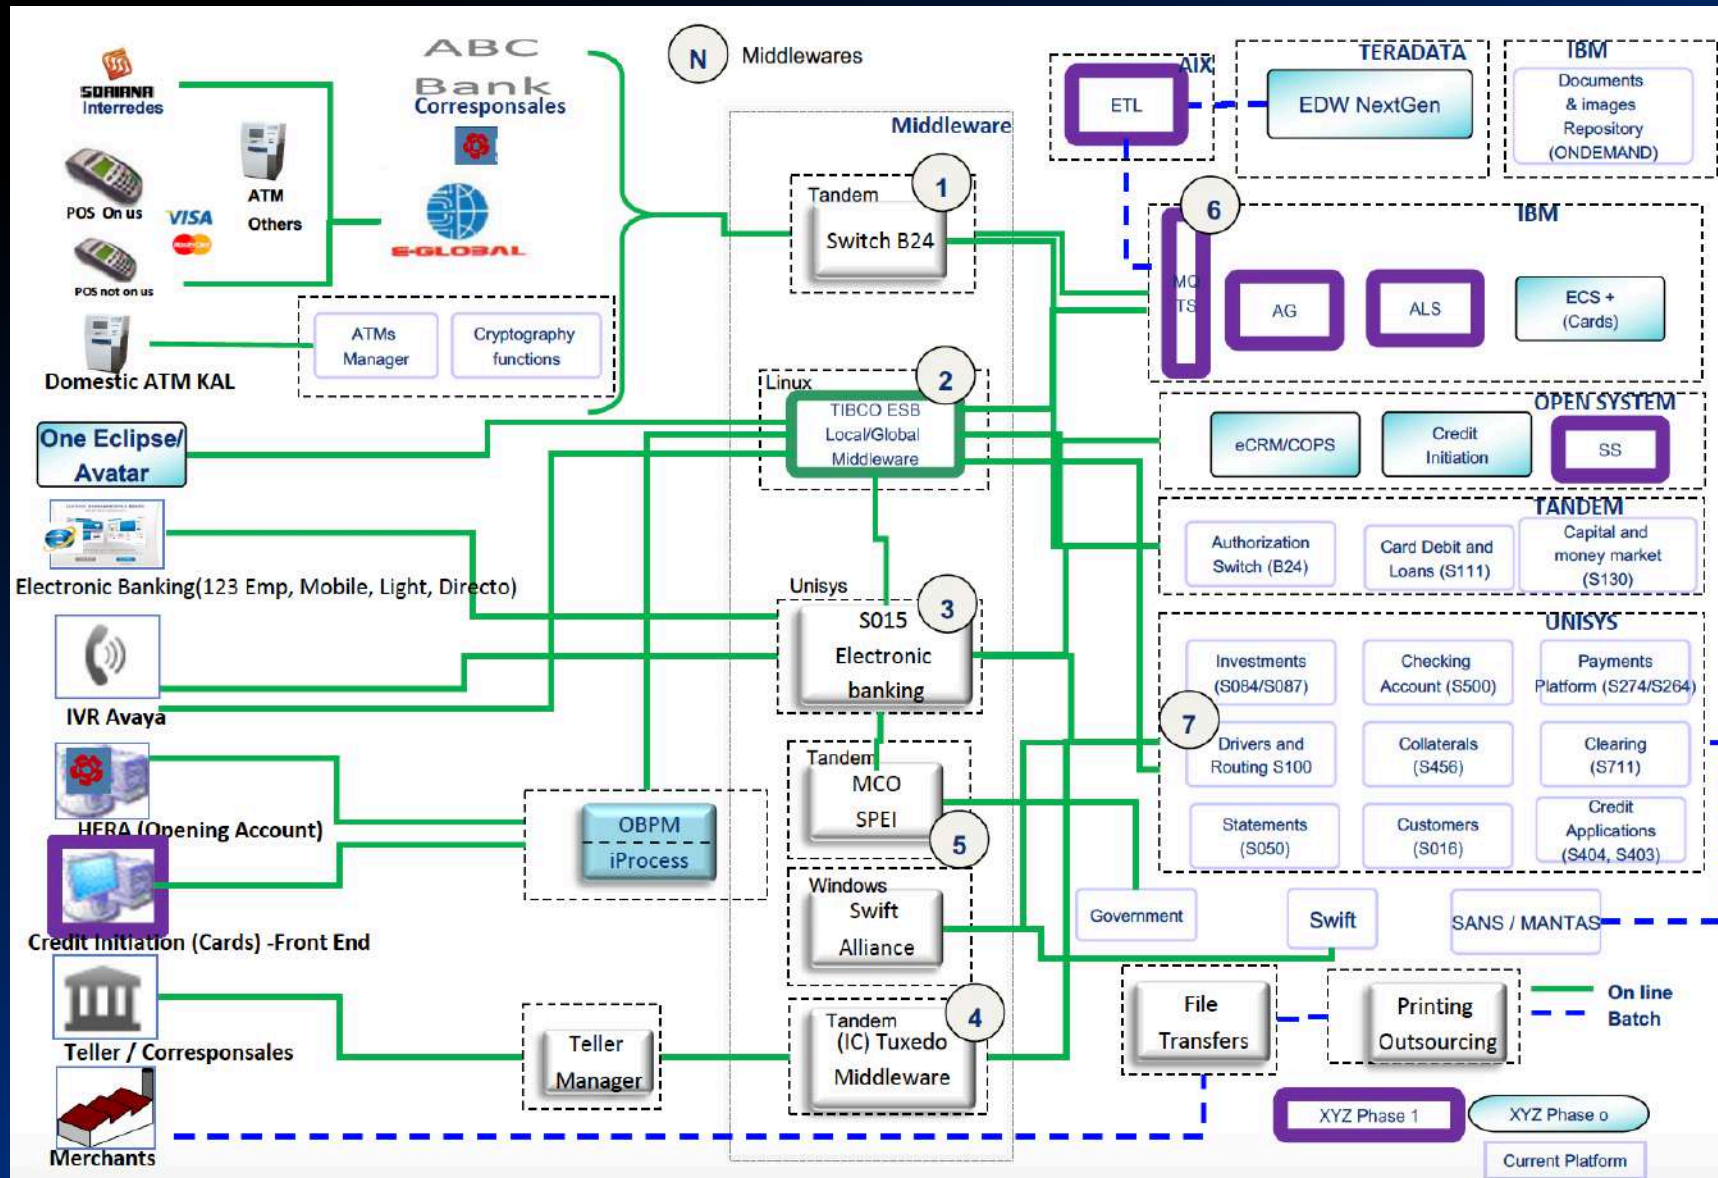 SORIANA
Interredes
POS On us
VISA
MasterCard
POS not on us
ATM
Others
ABC
Bank
Corresponsales
E-GLOBAL
Domestic ATM KAL
ATMs
Manager
Cryptography
functions
One Eclipse/
Avatar
Electronic Banking(123 Emp, Mobile, Light, Directo)
IVR Avaya
HERA (Opening Account)
Credit Initiation (Cards) -Front End
Teller / Corresponsales
Merchants
OBPM
iProcess
Teller
Manager
N
Middlewares
Middleware
Tandem
1
Switch B24
Linux
2
TIBCO ESB
Local/Global
Middleware
Unisys
3
S015
Electronic
banking
Tandem
MCO
SPEI
5
Windows
Swift
Alliance
Tandem
4
(IC) Tuxedo
Middleware
AIX
ETL
TERADATA
EDW NextGen
IBM
Documents
& images
Repository
(ONDEMAND)
6
IBM
MQ
TS
AG
ALS
ECS +
(Cards)
OPEN SYSTEM
eCRM/COPS
Credit
Initiation
SS
TANDEM
Authorization
Switch (B24)
Card Debit and
Loans (S111)
Capital and
money market
(S130)
UNISYS
Investments
(S084/S087)
Checking
Account (S500)
Payments
Platform (S274/S264)
7
Drivers and
Routing S100
Collaterals
(S456)
Clearing
(S711)
Statements
(S050)
Customers
(S016)
Credit
Applications
(S404, S403)
Government
Swift
SANS / MANTAS
File
Transfers
Printing
Outsourcing
On line
Batch
XYZ Phase 1
XYZ Phase o
Current Platform